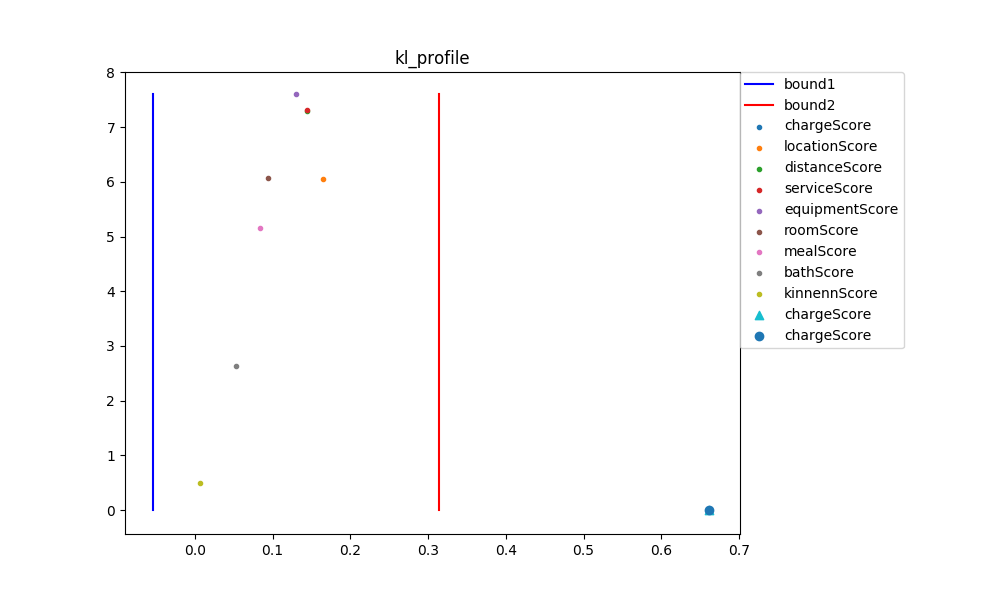 kl_profile
8
7
6
5
4
3
2
1
0
0.0 0.1 0.2 0.3 0.4 0.5 0.6 0.7
bound1
bound2
chargeScore
locationScore
distanceScore
serviceScore
equipmentScore
roomScore
mealScore
bathScore
kinnennScore
chargeScore
chargeScore